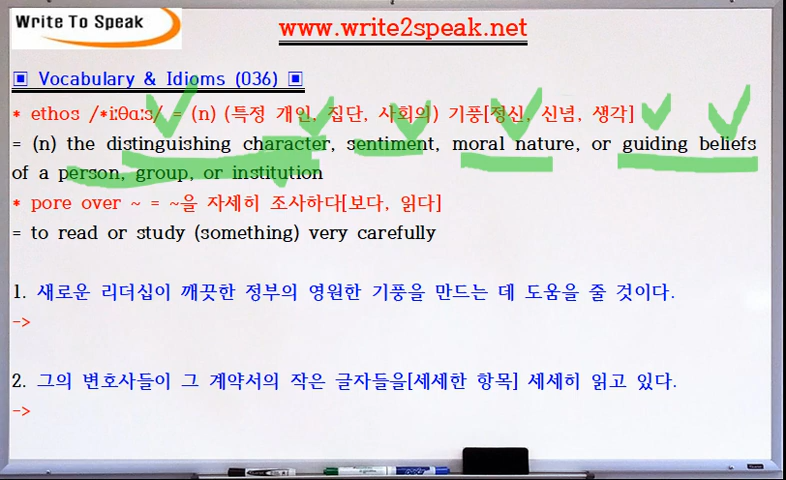 Write To Speak
www.write2speak.net
▣ Vocabulary & Idioms (036) ▣
* ethos /*i:θɑ:s/ = (n) (특정 개인, 집단, 사회의) 기풍[정신, 신념, 생각]
= (n) the distinguishing character, sentiment, moral nature, or guiding beliefs
of a person, group, or institution
* pore over ~ = ~을 자세히 조사하다[보다, 읽다]
= to read or study (something) very carefully
1. 새로운 리더십이 깨끗한 정부의 영원한 기풍을 만드는 데 도움을 줄 것이다.
->
2. 그의 변호사들이 그 계약서의 작은 글자들을[세세한 항목] 세세히 읽고 있다.
->